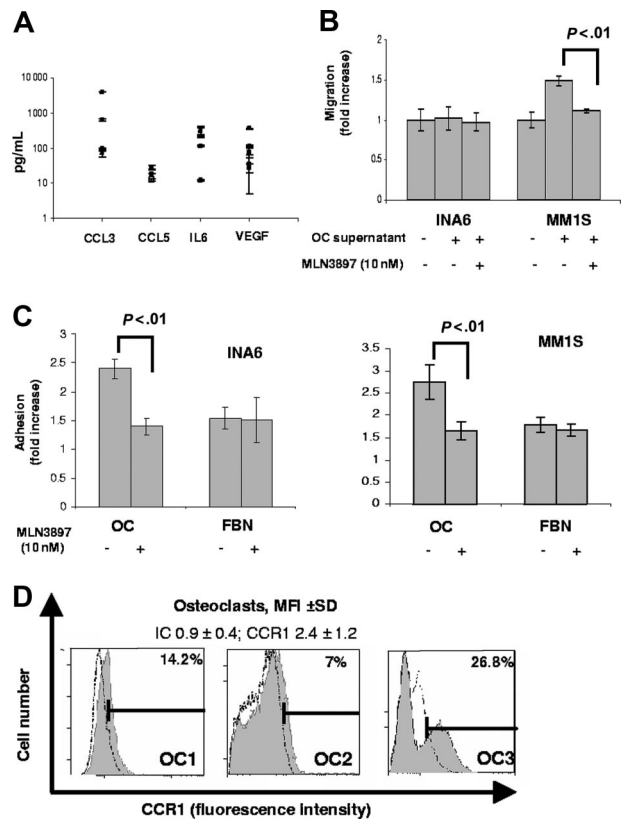 A
10 000
1000
100
10
1
pg/mL
CCL3 CCL5 IL6 VEGF
B
P<.01
2
1.5
1
0.5
0
Migration
(fold increase)
INA6 MM1S
OC supernatant - + + - + +
MLN3897 (10 nM) - - + - - +
C
P<.01
INA6
3
2.5
2
1.5
1
0.5
0
Adhesion
(fold increase)
OC FBN
MLN3897
(10 nM) - + - +
P<.01
MM1S
3.5
3
2.5
2
1.5
1
0.5
0
OC FBN
- + - +
D
Osteoclasts, MFI ±SD
IC 0.9 ± 0.4; CCR1 2.4 ± 1.2
14.2% 7% 26.8%
OC1 OC2 OC3
Cell number
CCR1 (fluorescence intensity)